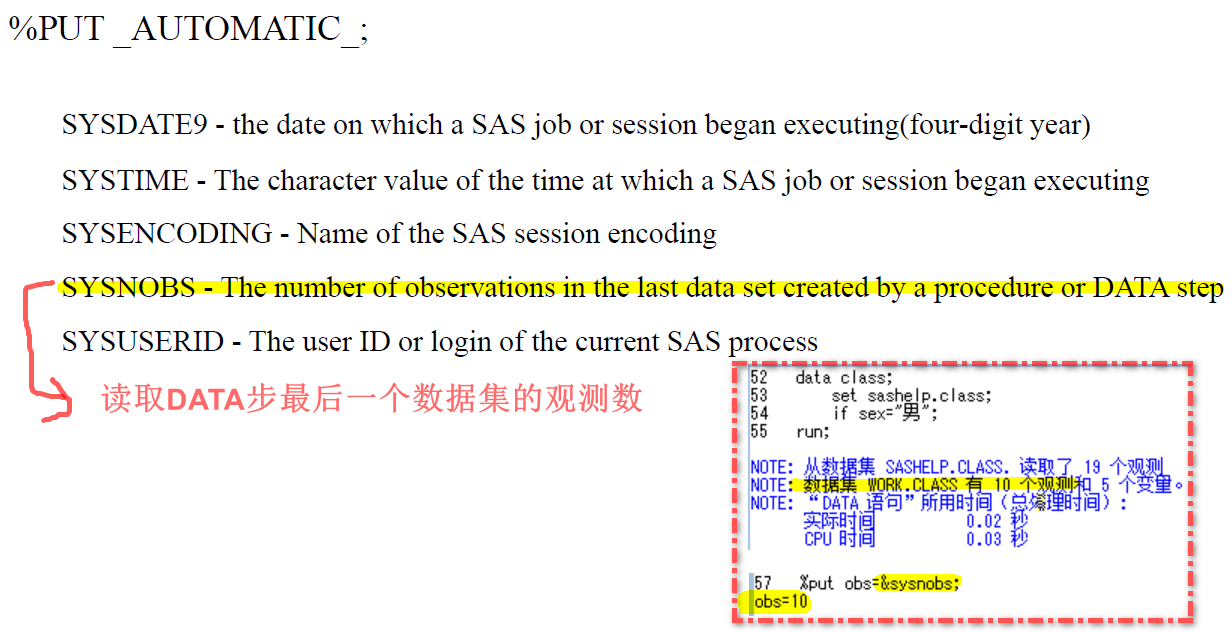 %PUT _AUTOMATIC_;
SYSDATE9 - the date on which a SAS job or session began executing(four-digit year)
SYSTIME - The character value of the time at which a SAS job or session began executing
SYSENCODING - Name of the SAS session encoding
SYSNOBS - The number of observations in the last data set created by a procedure or DATA step
SYSUSERID - The user ID or login of the current SAS process
读取DATA步最后一个数据集的观测数
52 data class;
53 set sashelp.class;
54 if sex="男";
55 run;
NOTE: 从数据集 SASHELP.CLASS. 读取了 19 个观测
NOTE: 数据集 WORK.CLASS 有 10 个观测和 5 个变量。
NOTE: “DATA 语句”所用时间（总处理时间）:
实际时间 0.02 秒
CPU 时间 0.03 秒
57 %put obs=&sysnobs;
obs=10